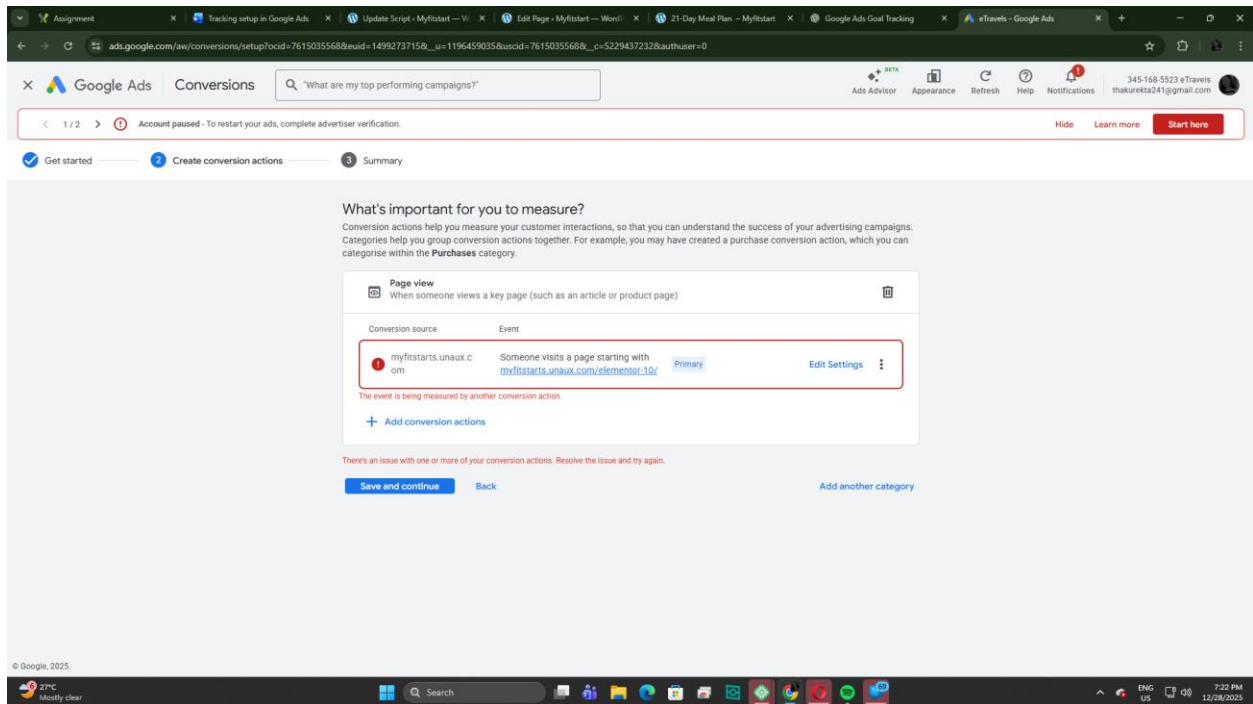 Assignment
Tracking setup in Google Ads
Update Script ‹ Myfitstart — W
Edit Page ‹ Myfitstart — Word
21-Day Meal Plan – Myfitstart
Google Ads Goal Tracking
eTravels - Google Ads
ads.google.com/aw/conversions/setup?ocid=7615035568&euid=1499273715&__u=1196459035&uscid=7615035568&__c=5229437232&authuser=0
Google Ads
Conversions
"What are my top performing campaigns?"
BETA
Ads Advisor
Appearance
Refresh
Help
Notifications
345-168-5523 eTravels
thakurekta241@gmail.com
1 / 2
Account paused - To restart your ads, complete advertiser verification.
Hide
Learn more
Start here
Get started
2 Create conversion actions
3 Summary
What's important for you to measure?
Conversion actions help you measure your customer interactions, so that you can understand the success of your advertising campaigns.
Categories help you group conversion actions together. For example, you may have created a purchase conversion action, which you can
categorise within the Purchases category.
Page view
When someone views a key page (such as an article or product page)
Conversion source
Event
myfitstarts.unaux.c
om
Someone visits a page starting with
myfitstarts.unaux.com/elementor-10/
Primary
Edit Settings
The event is being measured by another conversion action.
+ Add conversion actions
There's an issue with one or more of your conversion actions. Resolve the issue and try again.
Save and continue
Back
Add another category
© Google, 2025.
6
27°C
Mostly clear
Search
69
ENG
US
7:22 PM
12/28/2025